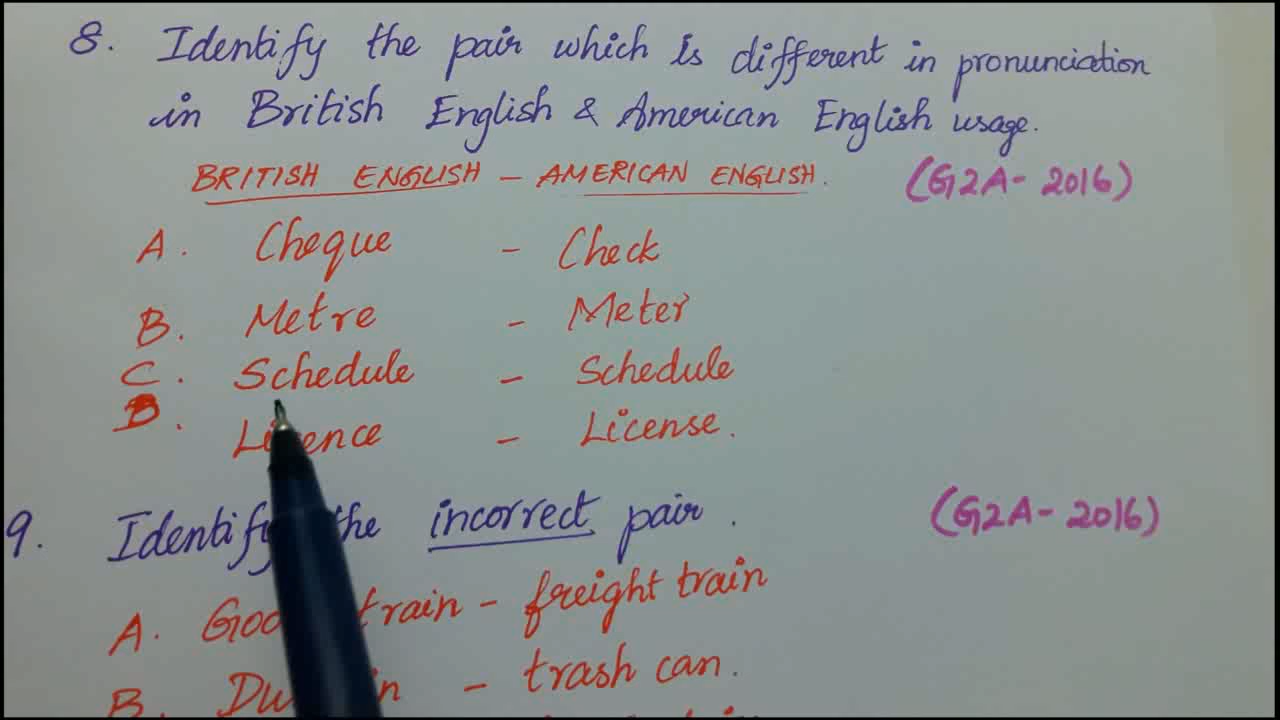 8. Identify the pair which is different in pronunciation
in British English & American English usage.
BRITISH ENGLISH - AMERICAN ENGLISH. (G2A - 2016)
A. Cheque - Check
B. Metre - Meter
C. Schedule - Schedule
D. Licence - License.
9. Identify the incorrect pair. (G2A - 2016)
A. train - freight train
B. - trash can.